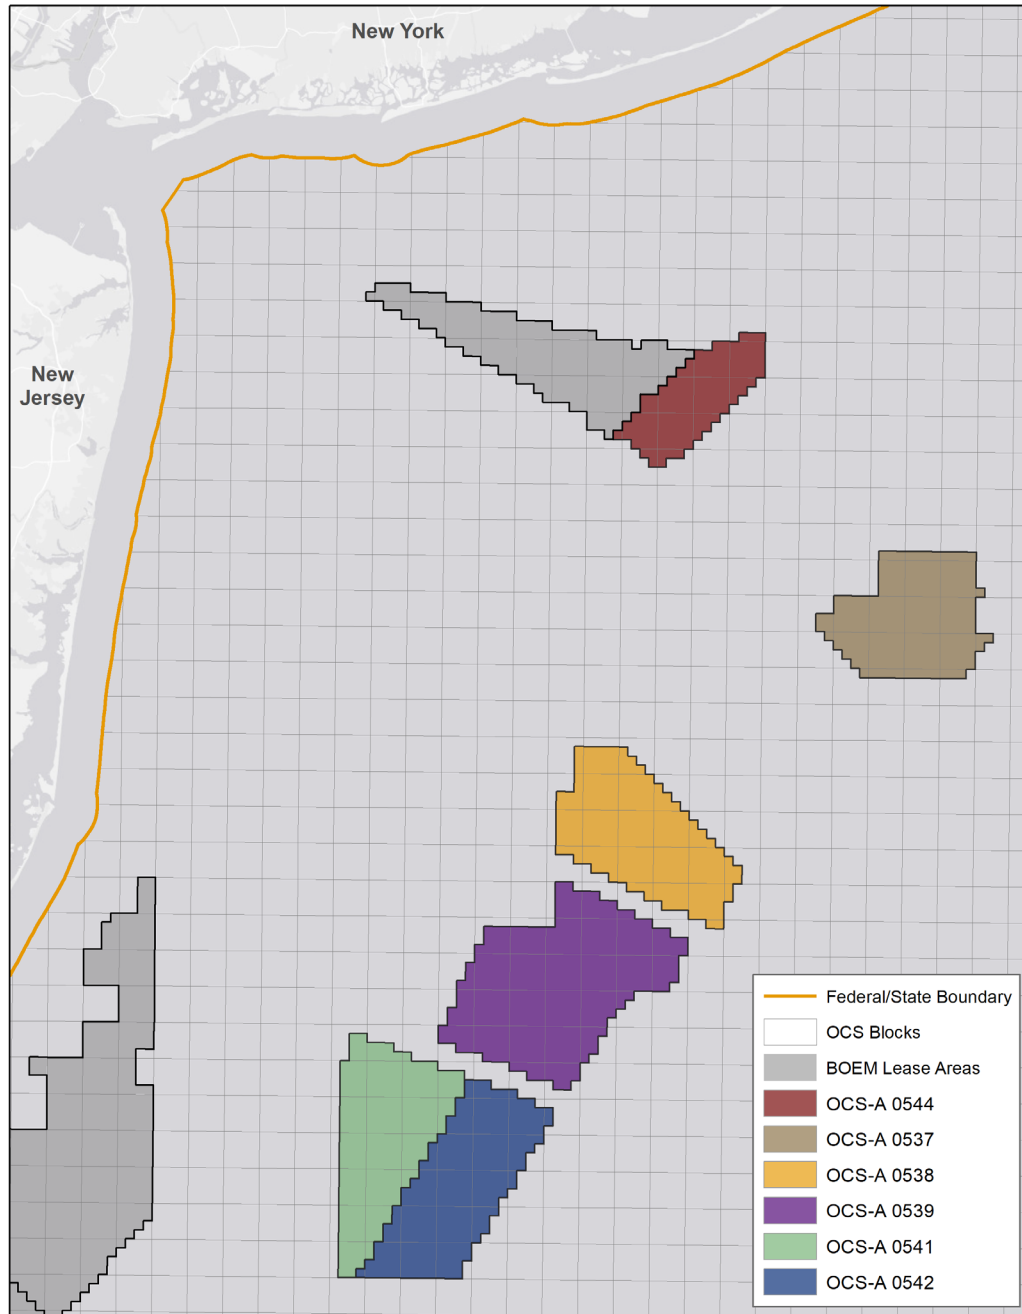 New York
New
Jersey
Federal/State Boundary
OCS Blocks
BOEM Lease Areas
OCS-A 0544
OCS-A 0537
OCS-A 0538
OCS-A 0539
OCS-A 0541
OCS-A 0542